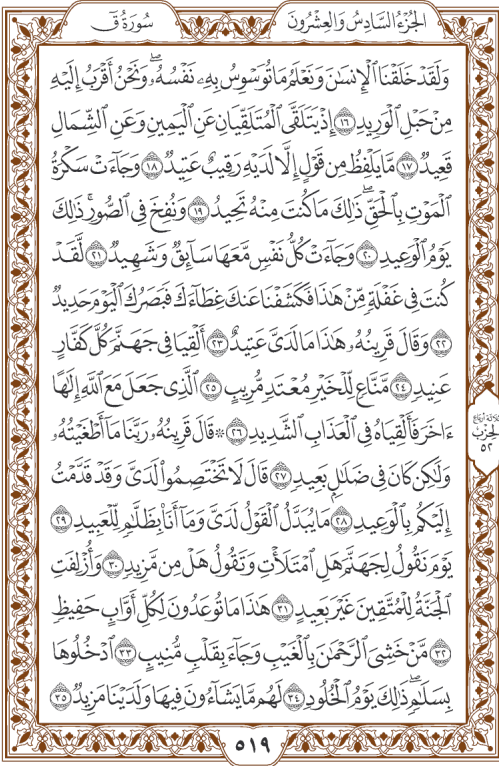 الجُزْءُ السَّادِسُ وَالعِشْرُونَ
سُورَةُ قٓ
وَلَقَدْ خَلَقْنَا ٱلْإِنسَٰنَ وَنَعْلَمُ مَا تُوَسْوِسُ بِهِۦ نَفْسُهُۥۖ وَنَحْنُ أَقْرَبُ إِلَيْهِ
مِنْ حَبْلِ ٱلْوَرِيدِ ١٦ إِذْ يَتَلَقَّى ٱلْمُتَلَقِّيَانِ عَنِ ٱلْيَمِينِ وَعَنِ ٱلشِّمَالِ
قَعِيدٌ ١٧ مَّا يَلْفِظُ مِن قَوْلٍ إِلَّا لَدَيْهِ رَقِيبٌ عَتِيدٌ ١٨ وَجَآءَتْ سَكْرَةُ
ٱلْمَوْتِ بِٱلْحَقِّۖ ذَٰلِكَ مَا كُنتَ مِنْهُ تَحِيدُ ١٩ وَنُفِخَ فِى ٱلصُّورِۚ ذَٰلِكَ
يَوْمُ ٱلْوَعِيدِ ٢٠ وَجَآءَتْ كُلُّ نَفْسٍ مَّعَهَا سَآئِقٌ وَشَهِيدٌ ٢١ لَّقَدْ
كُنتَ فِى غَفْلَةٍ مِّنْ هَٰذَا فَكَشَفْنَا عَنكَ غِطَآءَكَ فَبَصَرُكَ ٱلْيَوْمَ حَدِيدٌ
٢٢ وَقَالَ قَرِينُهُۥ هَٰذَا مَا لَدَىَّ عَتِيدٌ ٢٣ أَلْقِيَا فِى جَهَنَّمَ كُلَّ كَفَّارٍ
عَنِيدٍ ٢٤ مَّنَّاعٍ لِّلْخَيْرِ مُعْتَدٍ مُّرِيبٍ ٢٥ ٱلَّذِى جَعَلَ مَعَ ٱللَّهِ إِلَٰهًا
ءَاخَرَ فَأَلْقِيَاهُ فِى ٱلْعَذَابِ ٱلشَّدِيدِ ٢٦ ۞ قَالَ قَرِينُهُۥ رَبَّنَا مَآ أَطْغَيْتُهُۥ
وَلَٰكِن كَانَ فِى ضَلَٰلٍۭ بَعِيدٍ ٢٧ قَالَ لَا تَخْتَصِمُوا۟ لَدَىَّ وَقَدْ قَدَّمْتُ
إِلَيْكُم بِٱلْوَعِيدِ ٢٨ مَا يُبَدَّلُ ٱلْقَوْلُ لَدَىَّ وَمَآ أَنَا۠ بِظَلَّٰمٍ لِّلْعَبِيدِ ٢٩
يَوْمَ نَقُولُ لِجَهَنَّمَ هَلِ ٱمْتَلَأْتِ وَتَقُولُ هَلْ مِن مَّزِيدٍ ٣٠ وَأُزْلِفَتِ
ٱلْجَنَّةُ لِلْمُتَّقِينَ غَيْرَ بَعِيدٍ ٣١ هَٰذَا مَا تُوعَدُونَ لِكُلِّ أَوَّابٍ حَفِيظٍ
٣٢ مَّنْ خَشِىَ ٱلرَّحْمَٰنَ بِٱلْغَيْبِ وَجَآءَ بِقَلْبٍ مُّنِيبٍ ٣٣ ٱدْخُلُوهَا
بِسَلَٰمٍۖ ذَٰلِكَ يَوْمُ ٱلْخُلُودِ ٣٤ لَهُم مَّا يَشَآءُونَ فِيهَا وَلَدَيْنَا مَزِيدٌ ٣٥
ثلاثة أرباع
الحزب
٥٢
٥١٩